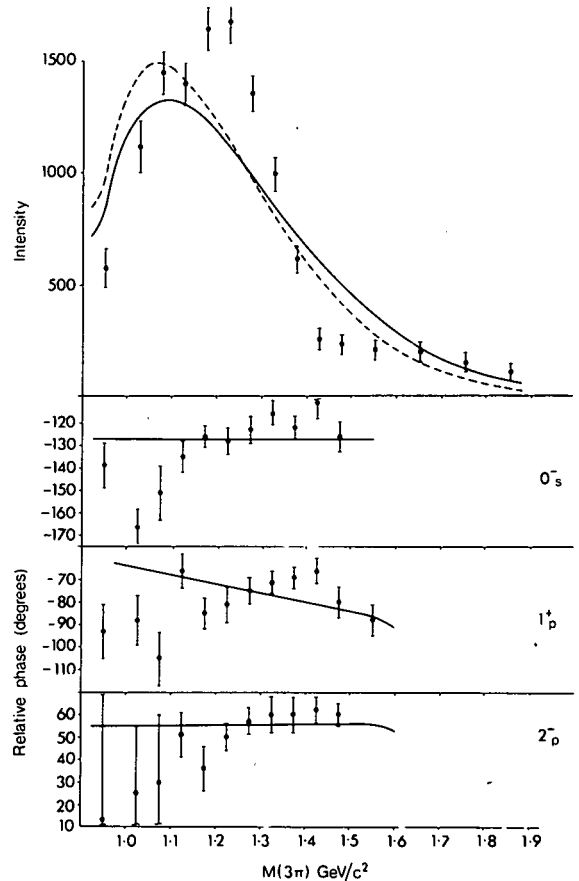 1500
1000
500
Intensity
-120
-130
-140
-150
-160
-170
0⁻s
-70
-80
-90
-100
-110
1⁺p
Relative phase (degrees)
60
50
40
30
20
10
2⁻p
1·0 1·1 1·2 1·3 1·4 1·5 1·6 1·7 1·8 1·9
M(3π) GeV/c²